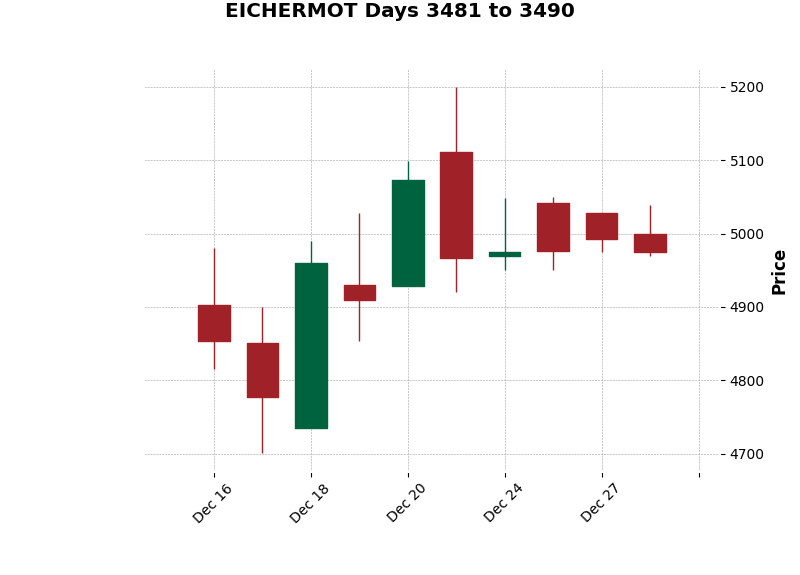 EICHERMOT Days 3481 to 3490
5200
5100
5000
4900
4800
4700
Price
Dec 16
Dec 18
Dec 20
Dec 24
Dec 27